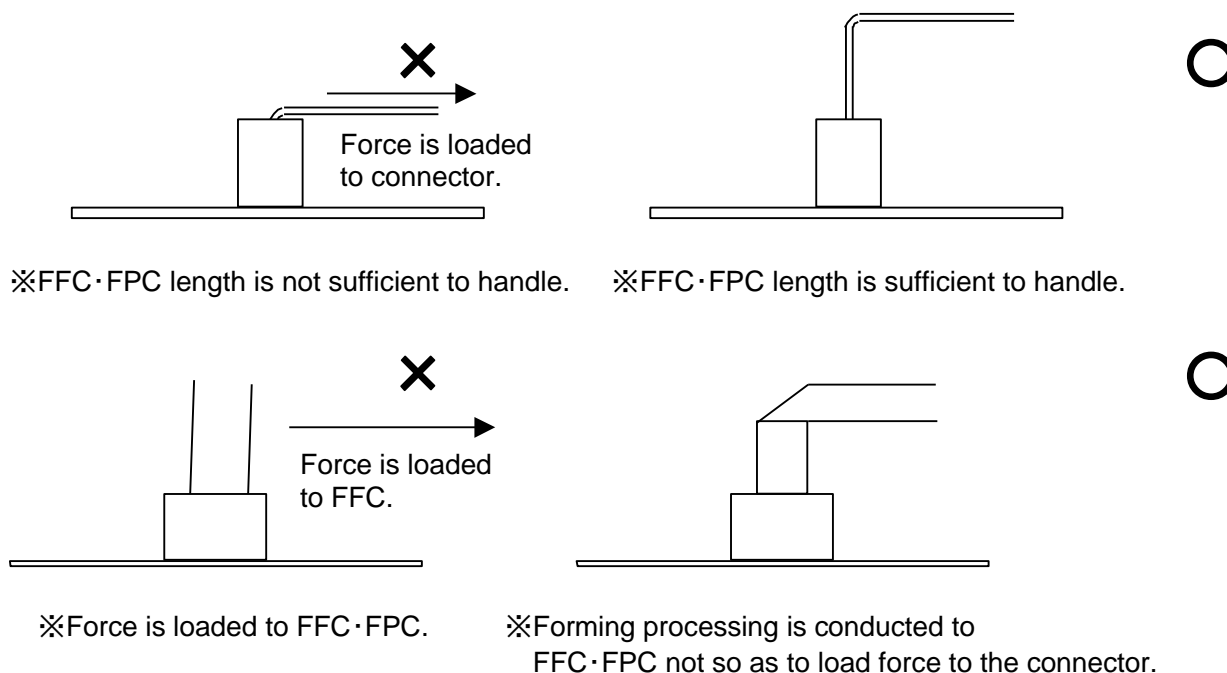 Force is loaded
to connector.
※FFC･FPC length is not sufficient to handle.
※FFC･FPC length is sufficient to handle.
Force is loaded
to FFC.
※Force is loaded to FFC･FPC.
※Forming processing is conducted to
FFC･FPC not so as to load force to the connector.